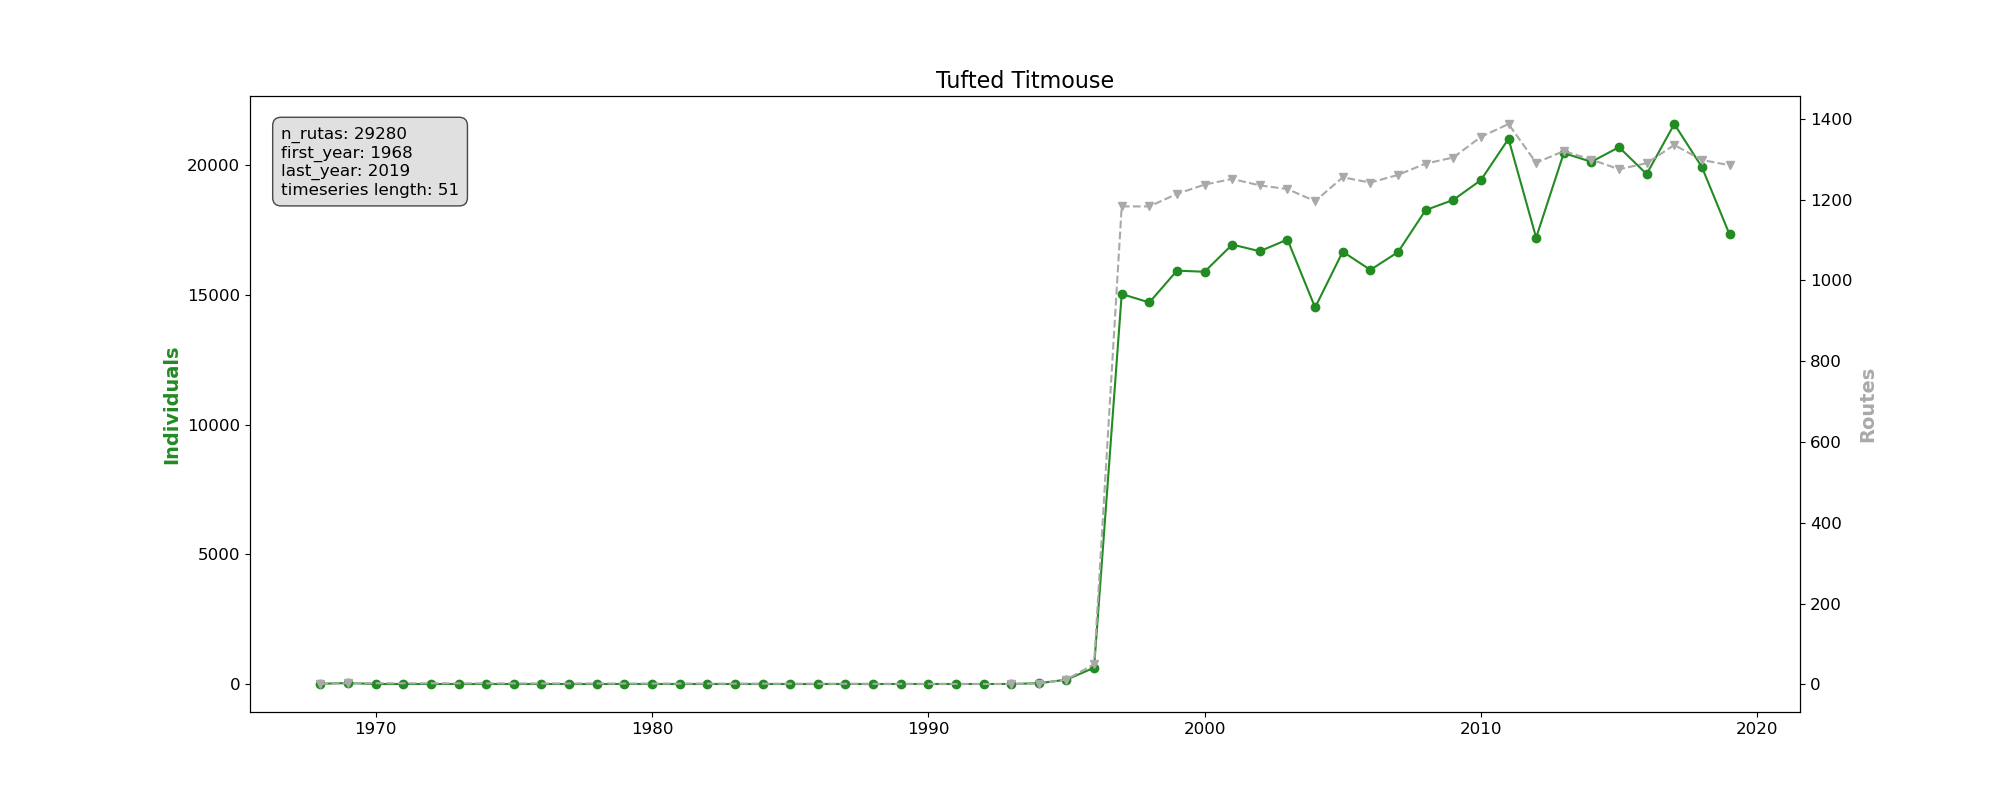 Tufted Titmouse
n_rutas: 29280
first_year: 1968
last_year: 2019
timeseries length: 51
Individuals
20000
15000
10000
5000
0
1400
1200
1000
800
600
400
200
0
Routes
1970 1980 1990 2000 2010 2020